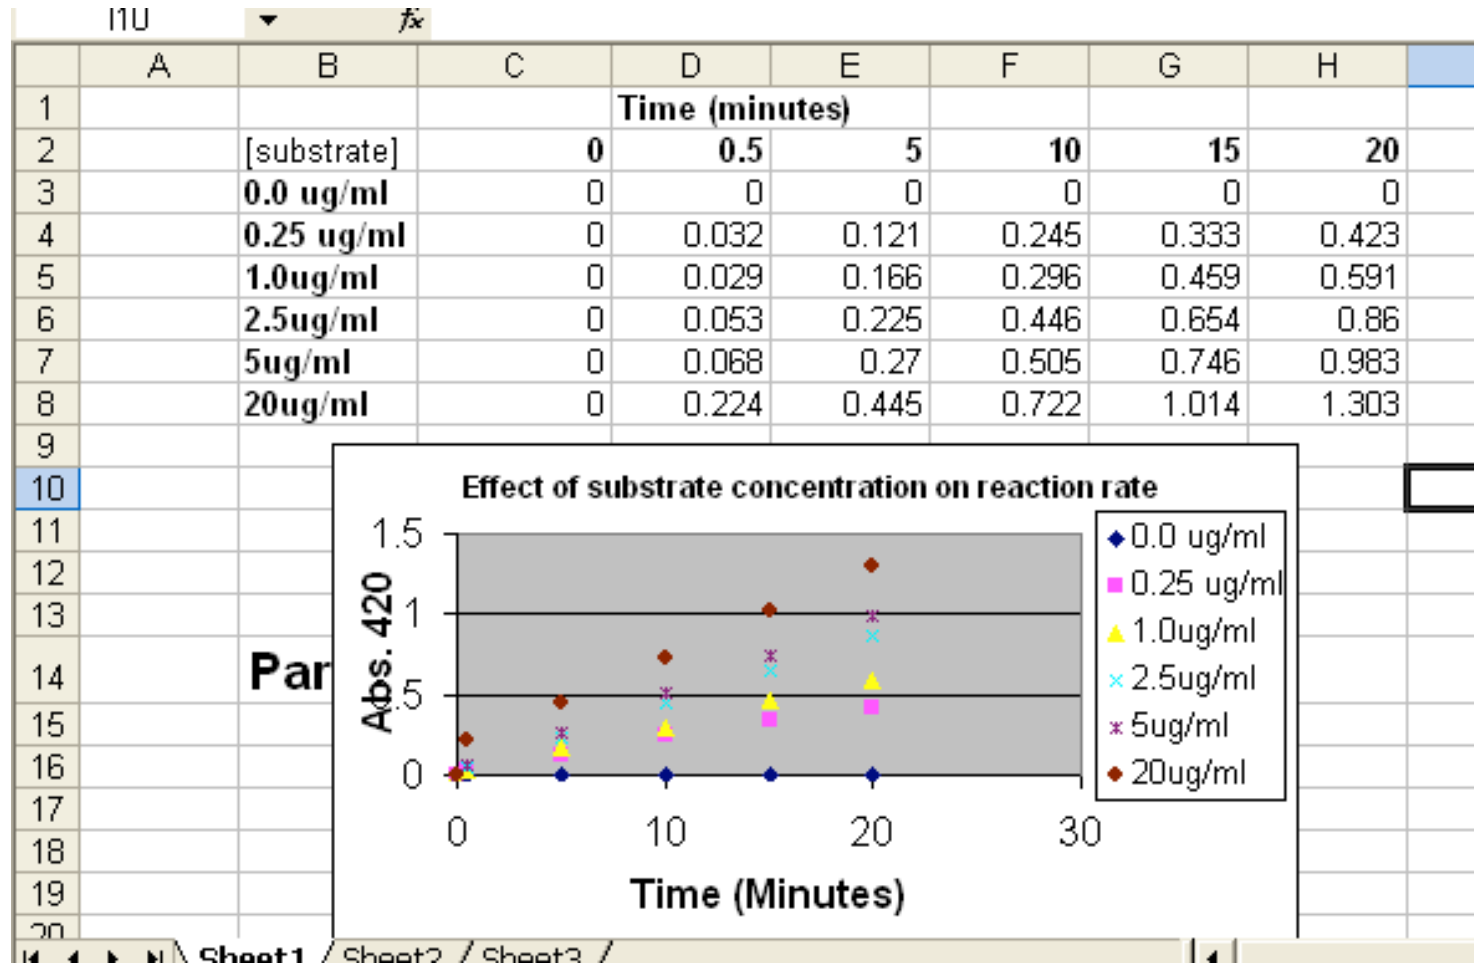 I10 fx
A B C D E F G H
1 Time (minutes)
2 [substrate] 0 0.5 5 10 15 20
3 0.0 ug/ml 0 0 0 0 0 0
4 0.25 ug/ml 0 0.032 0.121 0.245 0.333 0.423
5 1.0ug/ml 0 0.029 0.166 0.296 0.459 0.591
6 2.5ug/ml 0 0.053 0.225 0.446 0.654 0.86
7 5ug/ml 0 0.068 0.27 0.505 0.746 0.983
8 20ug/ml 0 0.224 0.445 0.722 1.014 1.303
9
10 Effect of substrate concentration on reaction rate
11 1.5 0.0 ug/ml
12 0.25 ug/ml
13 1 1.0ug/ml
14 Par Abs. 420 2.5ug/ml
15 .5 5ug/ml
16 0 20ug/ml
17
18 0 10 20 30
19 Time (Minutes)
20
Sheet1 Sheet2 Sheet3